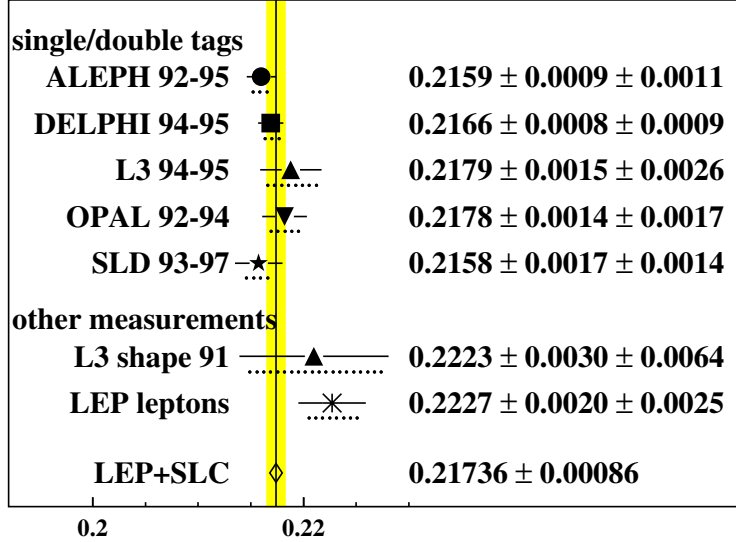 single/double tags
ALEPH 92-95 0.2159 ± 0.0009 ± 0.0011
DELPHI 94-95 0.2166 ± 0.0008 ± 0.0009
L3 94-95 0.2179 ± 0.0015 ± 0.0026
OPAL 92-94 0.2178 ± 0.0014 ± 0.0017
SLD 93-97 0.2158 ± 0.0017 ± 0.0014
other measurements
L3 shape 91 0.2223 ± 0.0030 ± 0.0064
LEP leptons 0.2227 ± 0.0020 ± 0.0025
LEP+SLC 0.21736 ± 0.00086
0.2 0.22